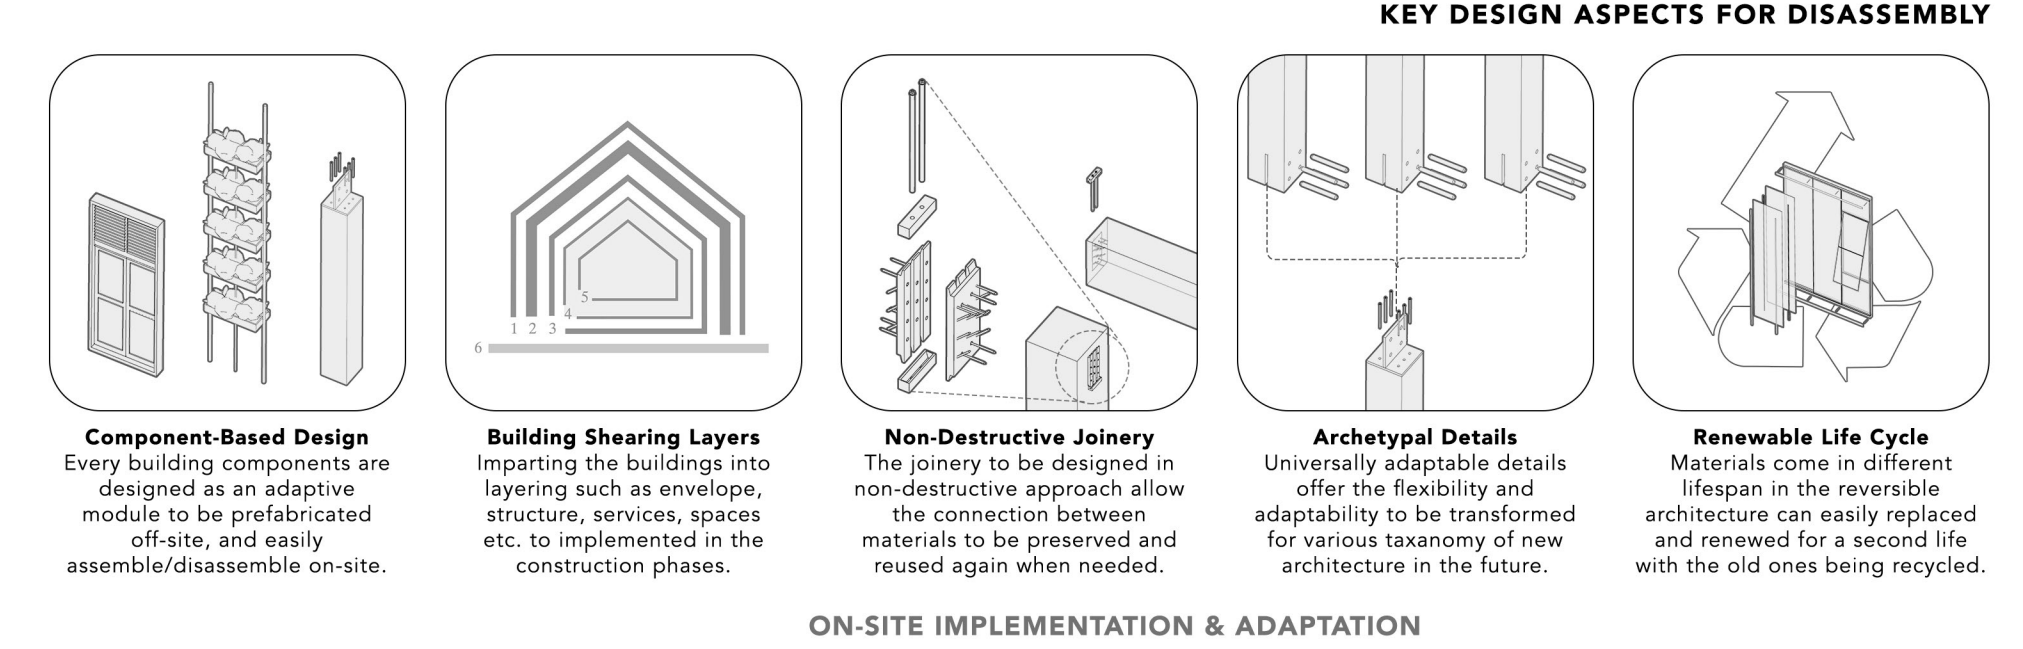 KEY DESIGN ASPECTS FOR DISASSEMBLY
1 2 3
4
5
6
Component-Based Design
Every building components are
designed as an adaptive
module to be prefabricated
off-site, and easily
assemble/disassemble on-site.
Building Shearing Layers
Imparting the buildings into
layering such as envelope,
structure, services, spaces
etc. to implemented in the
construction phases.
Non-Destructive Joinery
The joinery to be designed in
non-destructive approach allow
the connection between
materials to be preserved and
reused again when needed.
Archetypal Details
Universally adaptable details
offer the flexibility and
adaptability to be transformed
for various taxanomy of new
architecture in the future.
Renewable Life Cycle
Materials come in different
lifespan in the reversible
architecture can easily replaced
and renewed for a second life
with the old ones being recycled.
ON-SITE IMPLEMENTATION & ADAPTATION